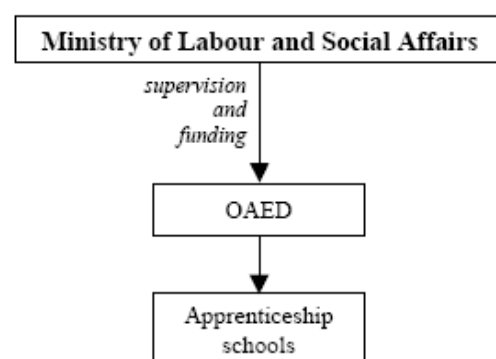 Ministry of Labour and Social Affairs
supervision
and
funding
OAED
Apprenticeship
schools